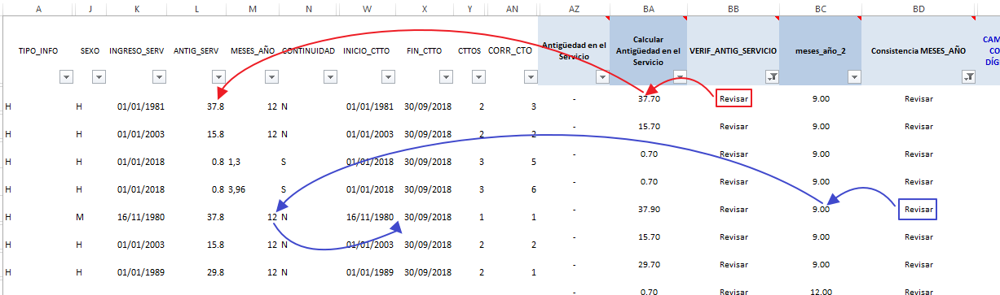 A J K L M N W X Y AN AZ BA BB BC BD
TIPO_INFO SEXO INGRESO_SERV ANTIG_SERV MESES_AÑO CONTINUIDAD INICIO_CTTO FIN_CTTO CTTOS CORR_CTO Antigüedad en el Servicio Calcular Antigüedad en el Servicio VERIF_ANTIG_SERVICIO meses_año_2 Consistencia MESES_AÑO CAM CO DÍG
H H 01/01/1981 37.8 12 N 01/01/1981 30/09/2018 2 3 - 37.70 Revisar 9.00 Revisar
H H 01/01/2003 15.8 12 N 01/01/2003 30/09/2018 2 2 - 15.70 Revisar 9.00 Revisar
H H 01/01/2018 0.8 1,3 S 01/01/2018 30/09/2018 3 5 - 0.70 Revisar 9.00 Revisar
H H 01/01/2018 0.8 3,96 S 01/01/2018 30/09/2018 3 6 - 0.70 Revisar 9.00 Revisar
H M 16/11/1980 37.8 12 N 16/11/1980 30/09/2018 1 1 - 37.90 Revisar 9.00 Revisar
H H 01/01/2003 15.8 12 N 01/01/2003 30/09/2018 2 2 - 15.70 Revisar 9.00 Revisar
H H 01/01/1989 29.8 12 N 01/01/1989 30/09/2018 2 1 - 29.70 Revisar 9.00 Revisar
- 0.70 Revisar 12.00 Revisar